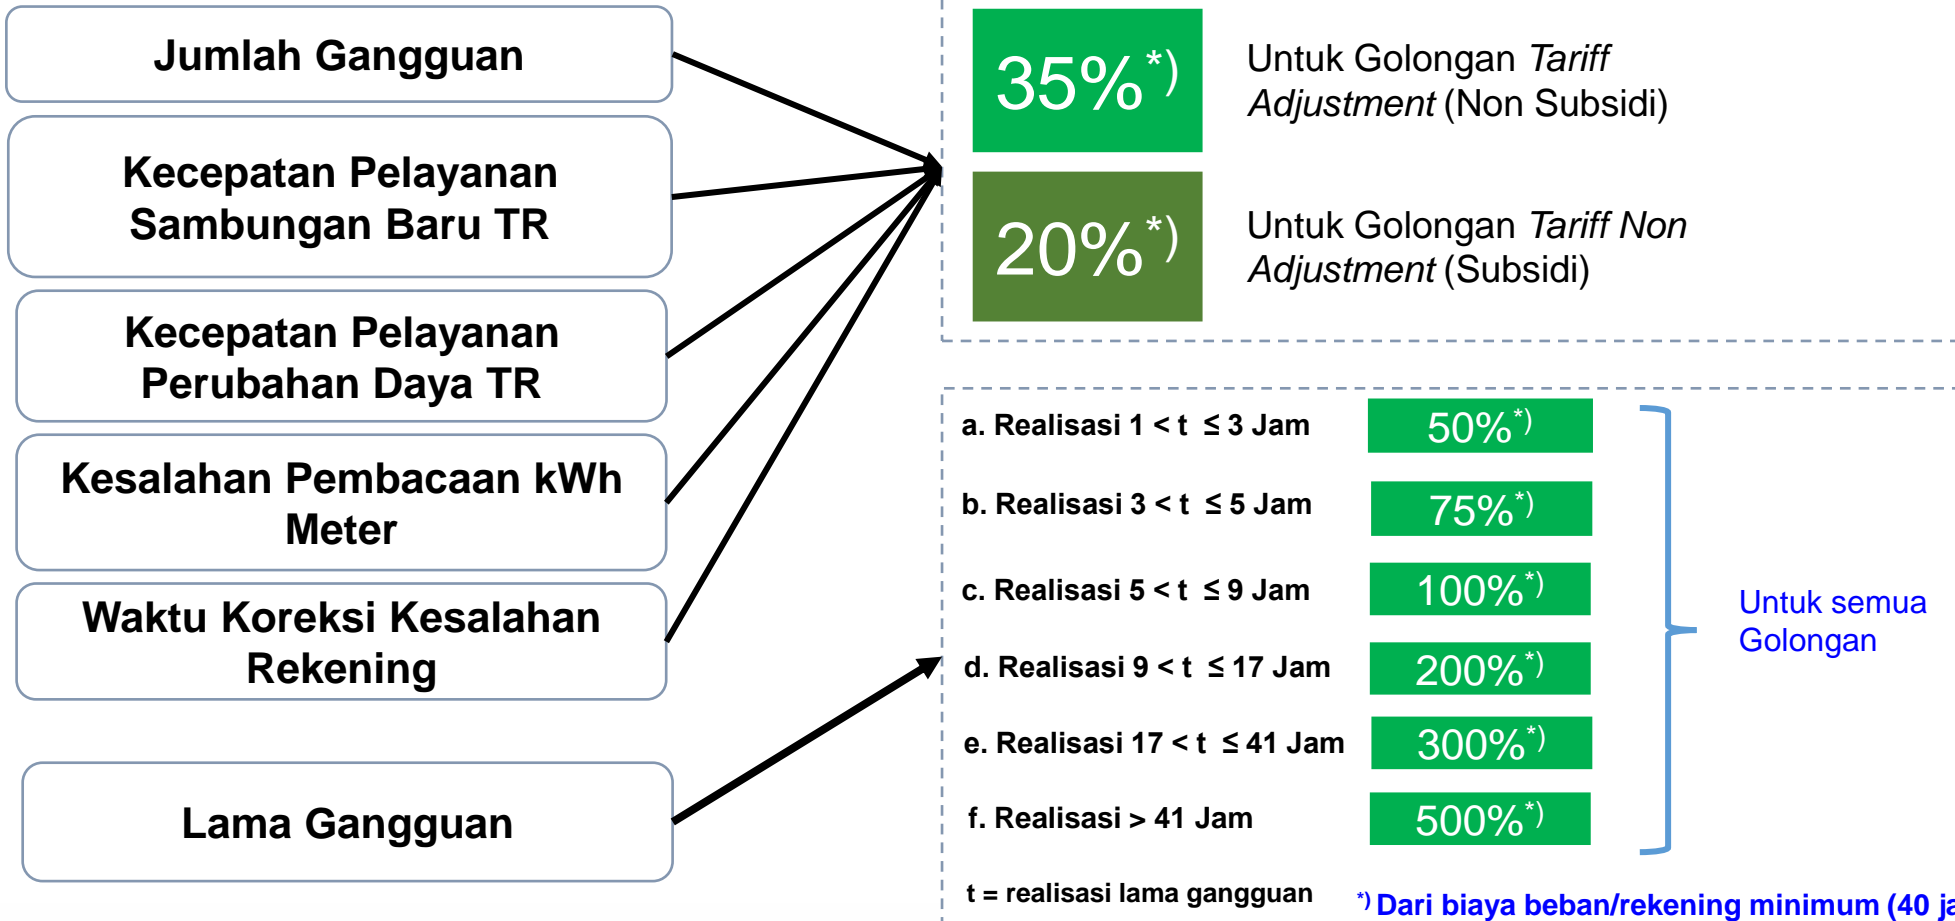 Jumlah Gangguan
Kecepatan Pelayanan
Sambungan Baru TR
Kecepatan Pelayanan
Perubahan Daya TR
Kesalahan Pembacaan kWh
Meter
Waktu Koreksi Kesalahan
Rekening
Lama Gangguan
35%*)
Untuk Golongan Tariff
Adjustment (Non Subsidi)
20%*)
Untuk Golongan Tariff Non
Adjustment (Subsidi)
a. Realisasi 1 < t ≤ 3 Jam 50%*)
b. Realisasi 3 < t ≤ 5 Jam 75%*)
c. Realisasi 5 < t ≤ 9 Jam 100%*)
d. Realisasi 9 < t ≤ 17 Jam 200%*)
e. Realisasi 17 < t ≤ 41 Jam 300%*)
f. Realisasi > 41 Jam 500%*)
Untuk semua
Golongan
t = realisasi lama gangguan
*) Dari biaya beban/rekening minimum (40